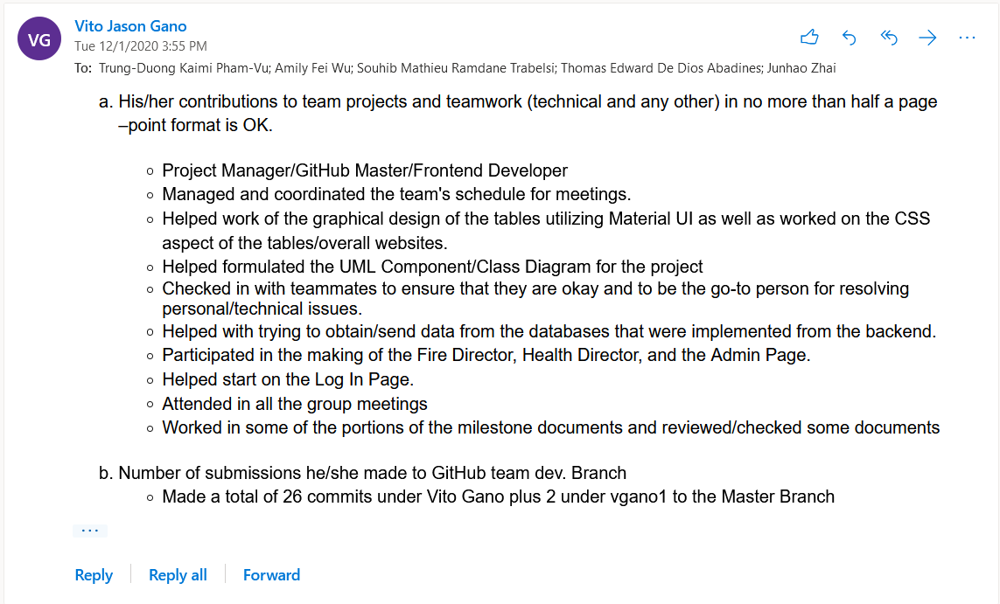 VG
Vito Jason Gano
Tue 12/1/2020 3:55 PM
To: Trung-Duong Kaimi Pham-Vu; Amily Fei Wu; Souhib Mathieu Ramdane Trabelsi; Thomas Edward De Dios Abadines; Junhao Zhai
a. His/her contributions to team projects and teamwork (technical and any other) in no more than half a page
–point format is OK.
Project Manager/GitHub Master/Frontend Developer
Managed and coordinated the team's schedule for meetings.
Helped work of the graphical design of the tables utilizing Material UI as well as worked on the CSS
aspect of the tables/overall websites.
Helped formulated the UML Component/Class Diagram for the project
Checked in with teammates to ensure that they are okay and to be the go-to person for resolving
personal/technical issues.
Helped with trying to obtain/send data from the databases that were implemented from the backend.
Participated in the making of the Fire Director, Health Director, and the Admin Page.
Helped start on the Log In Page.
Attended in all the group meetings
Worked in some of the portions of the milestone documents and reviewed/checked some documents
b. Number of submissions he/she made to GitHub team dev. Branch
Made a total of 26 commits under Vito Gano plus 2 under vgano1 to the Master Branch
...
Reply Reply all Forward